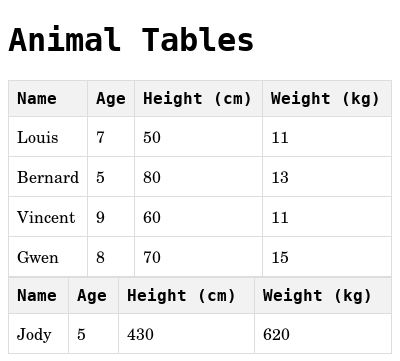 Animal Tables
Name Age Height (cm) Weight (kg)
Louis 7 50 11
Bernard 5 80 13
Vincent 9 60 11
Gwen 8 70 15
Name Age Height (cm) Weight (kg)
Jody 5 430 620